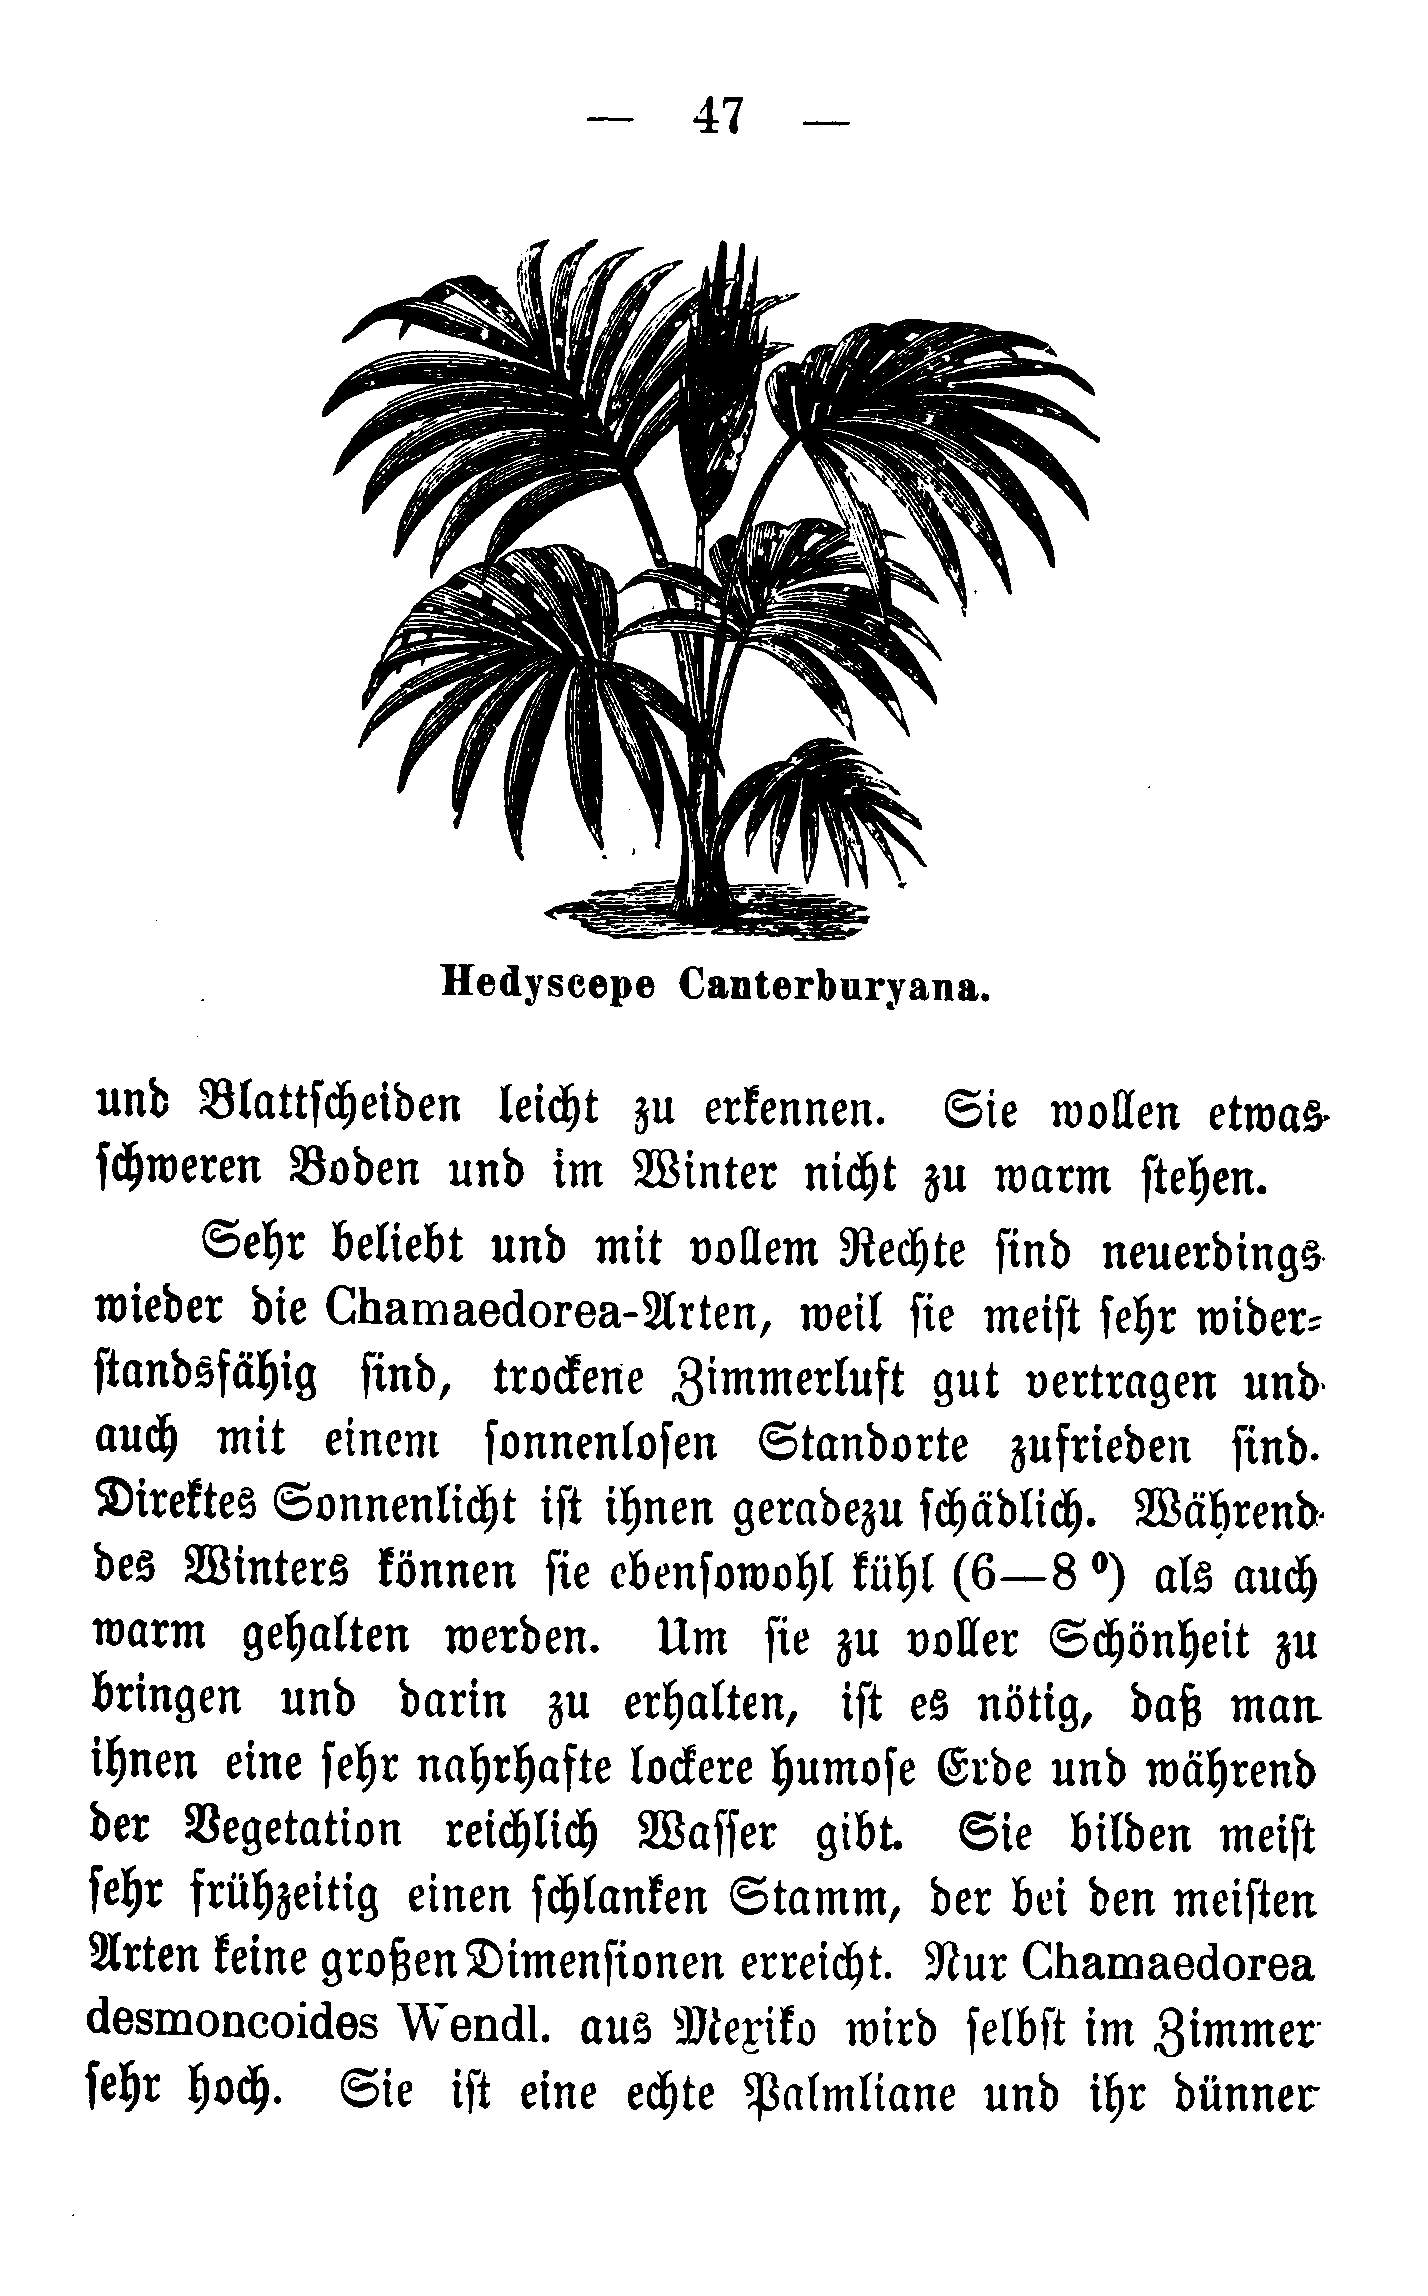 — 47 —
Hedyscepe Canterburyana.
und Blattscheiden leicht zu erkennen. Sie wollen etwas
schweren Boden und im Winter nicht zu warm stehen.
Sehr beliebt und mit vollem Rechte sind neuerdings
wieder die Chamaedorea-Arten, weil sie meist sehr wider-
standsfähig sind, trockene Zimmerluft gut vertragen und
auch mit einem sonnenlosen Standorte zufrieden sind.
Direktes Sonnenlicht ist ihnen geradezu schädlich. Während
des Winters können sie ebensowohl kühl (6—8 °) als auch
warm gehalten werden. Um sie zu voller Schönheit zu
bringen und darin zu erhalten, ist es nötig, daß man
ihnen eine sehr nahrhafte lockere humose Erde und während
der Vegetation reichlich Wasser gibt. Sie bilden meist
sehr frühzeitig einen schlanken Stamm, der bei den meisten
Arten keine großen Dimensionen erreicht. Nur Chamaedorea
desmoncoides Wendl. aus Mexiko wird selbst im Zimmer
sehr hoch. Sie ist eine echte Palmliane und ihr dünner